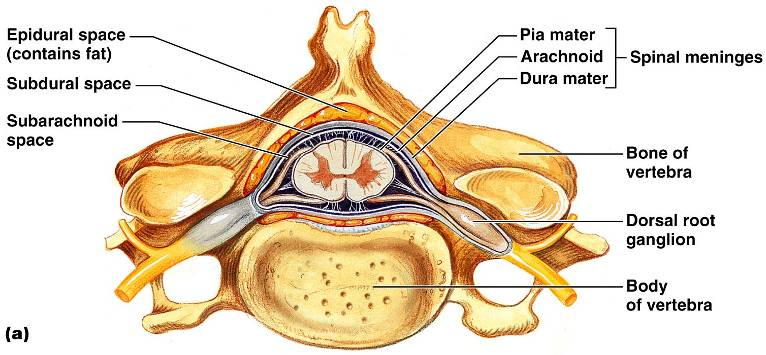 Epidural space
(contains fat)
Subdural space
Subarachnoid
space
Pia mater
Arachnoid
Dura mater
Spinal meninges
Bone of
vertebra
Dorsal root
ganglion
Body
of vertebra
(a)